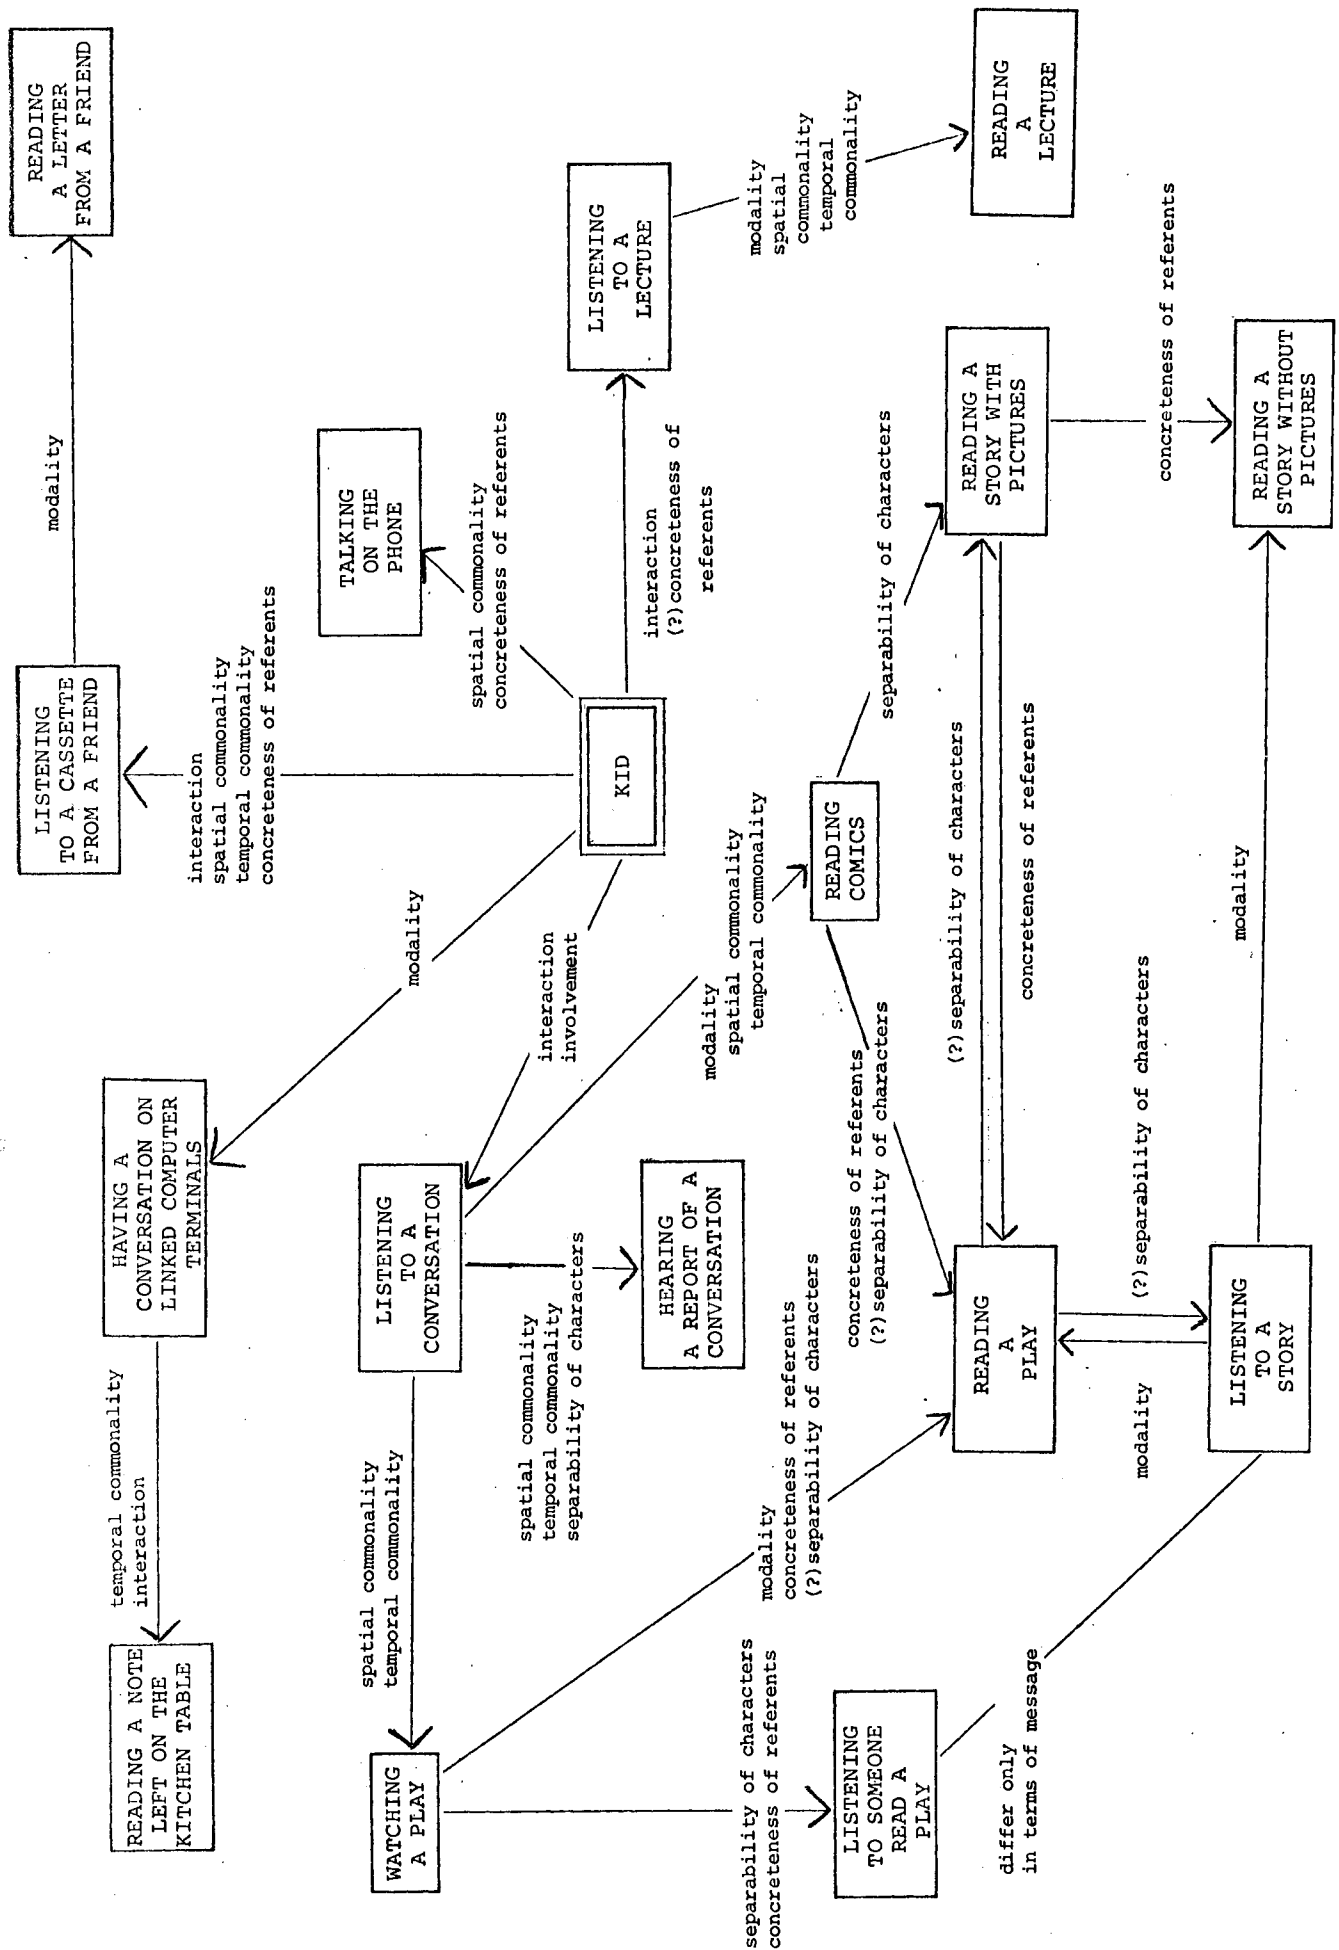 READING A NOTE
LEFT ON THE
KITCHEN TABLE
temporal commonality
interaction
HAVING A
CONVERSATION ON
LINKED COMPUTER
TERMINALS
LISTENING
TO A CASSETTE
FROM A FRIEND
modality
READING
A LETTER
FROM A FRIEND
interaction
spatial commonality
temporal commonality
concreteness of referents
modality
TALKING
ON THE
PHONE
WATCHING
A PLAY
spatial commonality
temporal commonality
LISTENING
TO A
CONVERSATION
interaction
involvement
spatial commonality
concreteness of referents
KID
interaction
(?)concreteness of
referents
LISTENING
TO A
LECTURE
spatial commonality
temporal commonality
separability of characters
HEARING
A REPORT OF A
CONVERSATION
modality
spatial commonality
temporal commonality
modality
spatial
commonality
temporal
commonality
separability of characters
concreteness of referents
modality
concreteness of referents
(?)separability of characters
concreteness of referents
(?)separability of characters
READING
COMICS
separability of characters
LISTENING
TO SOMEONE
READ A
PLAY
READING
A
PLAY
(?)separability of characters
concreteness of referents
READING A
STORY WITH
PICTURES
READING
A
LECTURE
differ only
in terms of message
modality
(?)separability of characters
concreteness of referents
LISTENING
TO A
STORY
modality
READING A
STORY WITHOUT
PICTURES